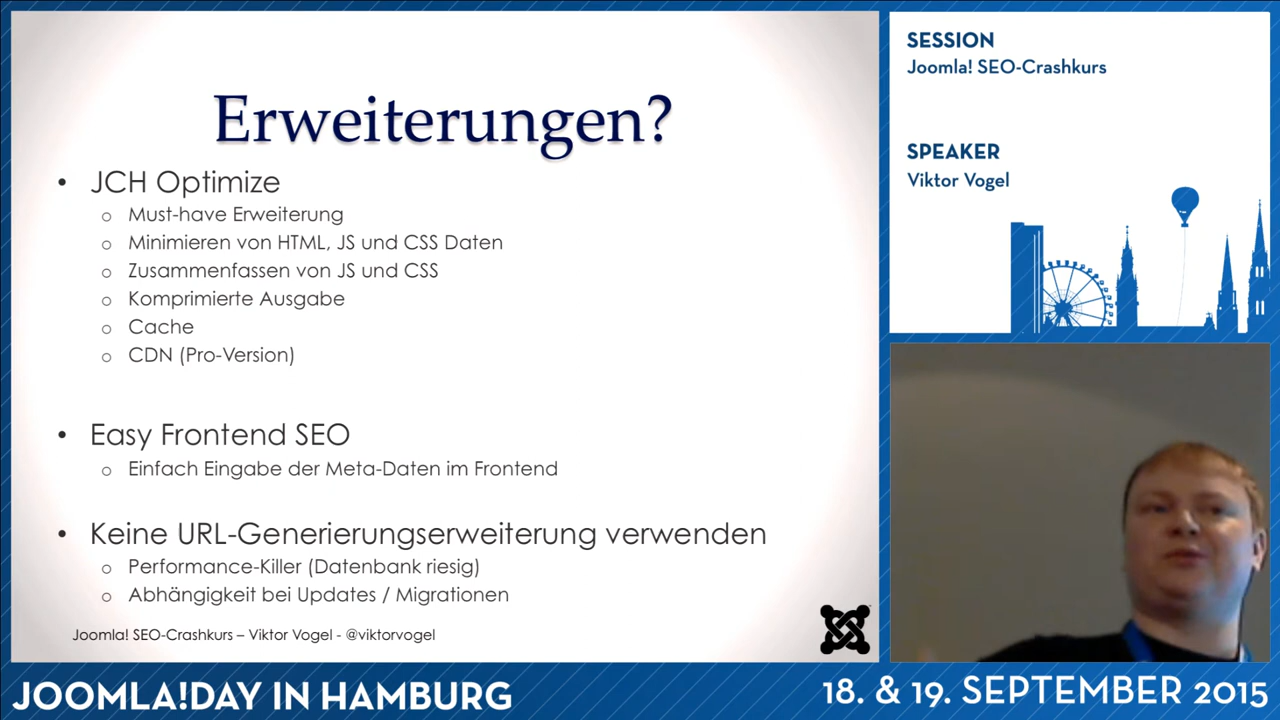 Erweiterungen?
• JCH Optimize
o Must-have Erweiterung
o Minimieren von HTML, JS und CSS Daten
o Zusammenfassen von JS und CSS
o Komprimierte Ausgabe
o Cache
o CDN (Pro-Version)
• Easy Frontend SEO
o Einfach Eingabe der Meta-Daten im Frontend
• Keine URL-Generierungserweiterung verwenden
o Performance-Killer (Datenbank riesig)
o Abhängigkeit bei Updates / Migrationen
Joomla! SEO-Crashkurs – Viktor Vogel - @viktorvogel
SESSION
Joomla! SEO-Crashkurs
SPEAKER
Viktor Vogel
JOOMLA!DAY IN HAMBURG
18. & 19. SEPTEMBER 2015